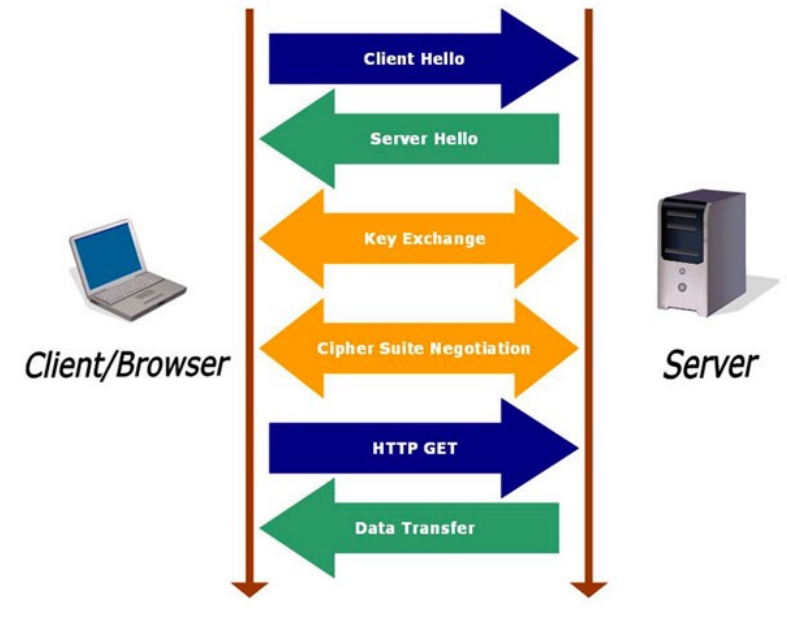 Client Hello
Server Hello
Key Exchange
Cipher Suite Negotiation
HTTP GET
Data Transfer
Client/Browser
Server